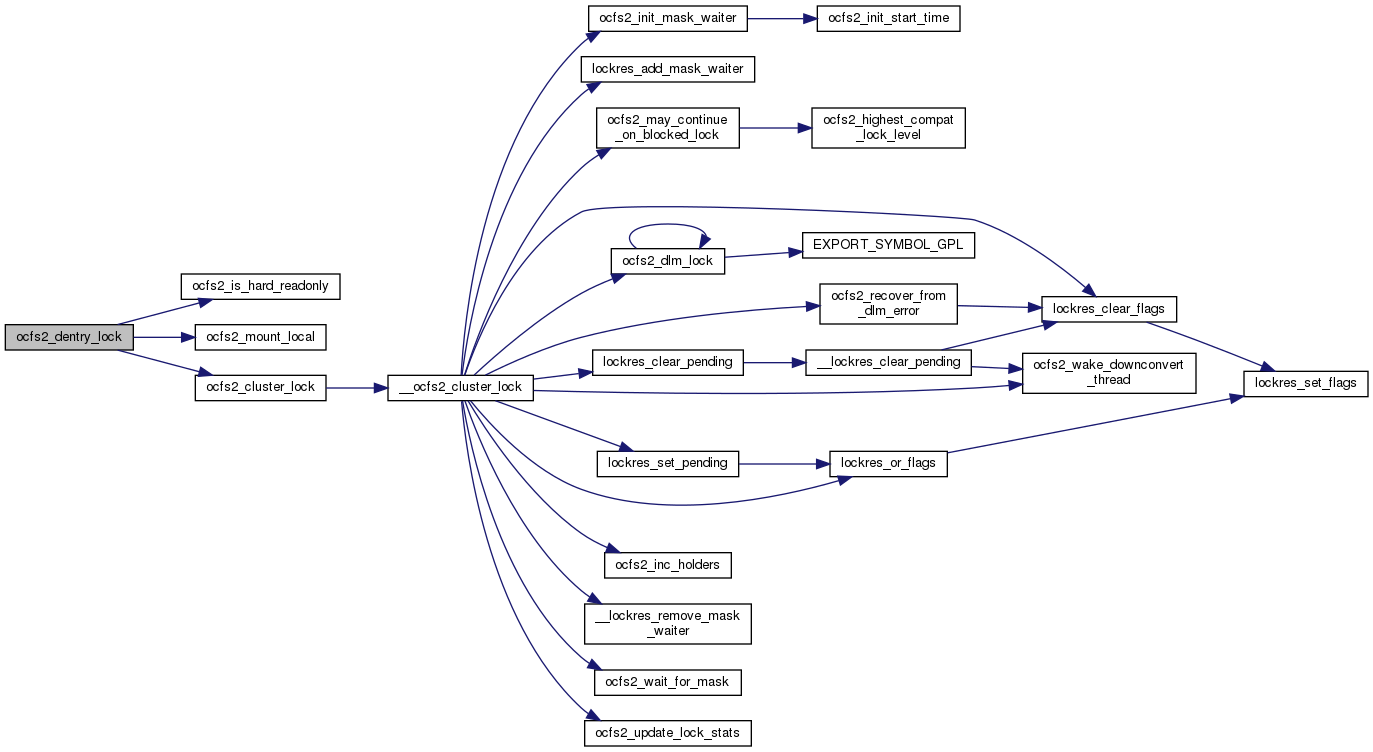 ocfs2_init_mask_waiter
ocfs2_init_start_time
lockres_add_mask_waiter
ocfs2_may_continue
_on_blocked_lock
ocfs2_highest_compat
_lock_level
EXPORT_SYMBOL_GPL
ocfs2_dlm_lock
ocfs2_is_hard_readonly
ocfs2_recover_from
_dlm_error
lockres_clear_flags
ocfs2_dentry_lock
ocfs2_mount_local
lockres_clear_pending
__lockres_clear_pending
ocfs2_wake_downconvert
_thread
lockres_set_flags
ocfs2_cluster_lock
__ocfs2_cluster_lock
lockres_set_pending
lockres_or_flags
ocfs2_inc_holders
__lockres_remove_mask
_waiter
ocfs2_wait_for_mask
ocfs2_update_lock_stats